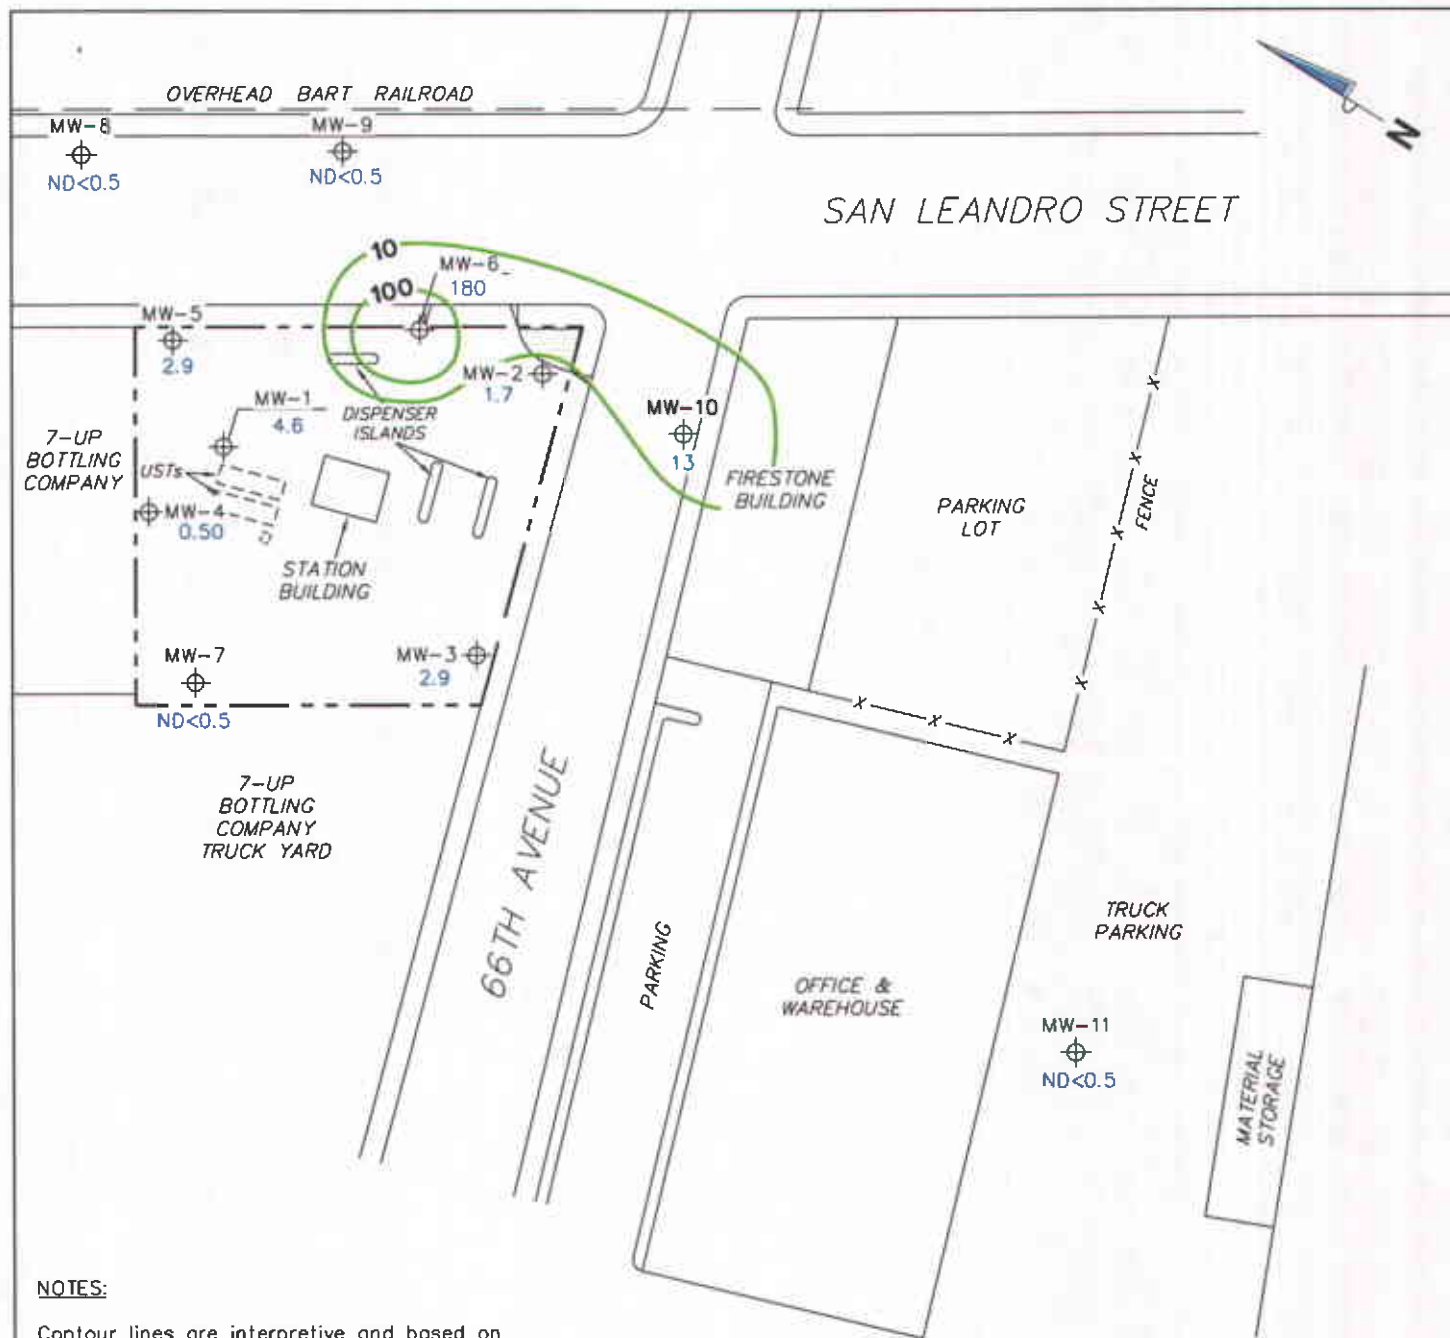 OVERHEAD BART RAILROAD
MW-8
ND<0.5
MW-9
ND<0.5
N
SAN LEANDRO STREET
10
100
MW-6
180
MW-5
2.9
MW-2
1.7
MW-1
4.6
DISPENSER
ISLANDS
MW-10
13
7-UP
BOTTLING
COMPANY
USTs
MW-4
0.50
STATION
BUILDING
FIRESTONE
BUILDING
PARKING
LOT
X
X
FENCE
X
X
X
X
X
X
MW-7
ND<0.5
MW-3
2.9
7-UP
BOTTLING
COMPANY
TRUCK YARD
66TH AVENUE
PARKING
OFFICE &
WAREHOUSE
TRUCK
PARKING
MW-11
ND<0.5
MATERIAL
STORAGE
NOTES:
Contour lines are interpretive and based on